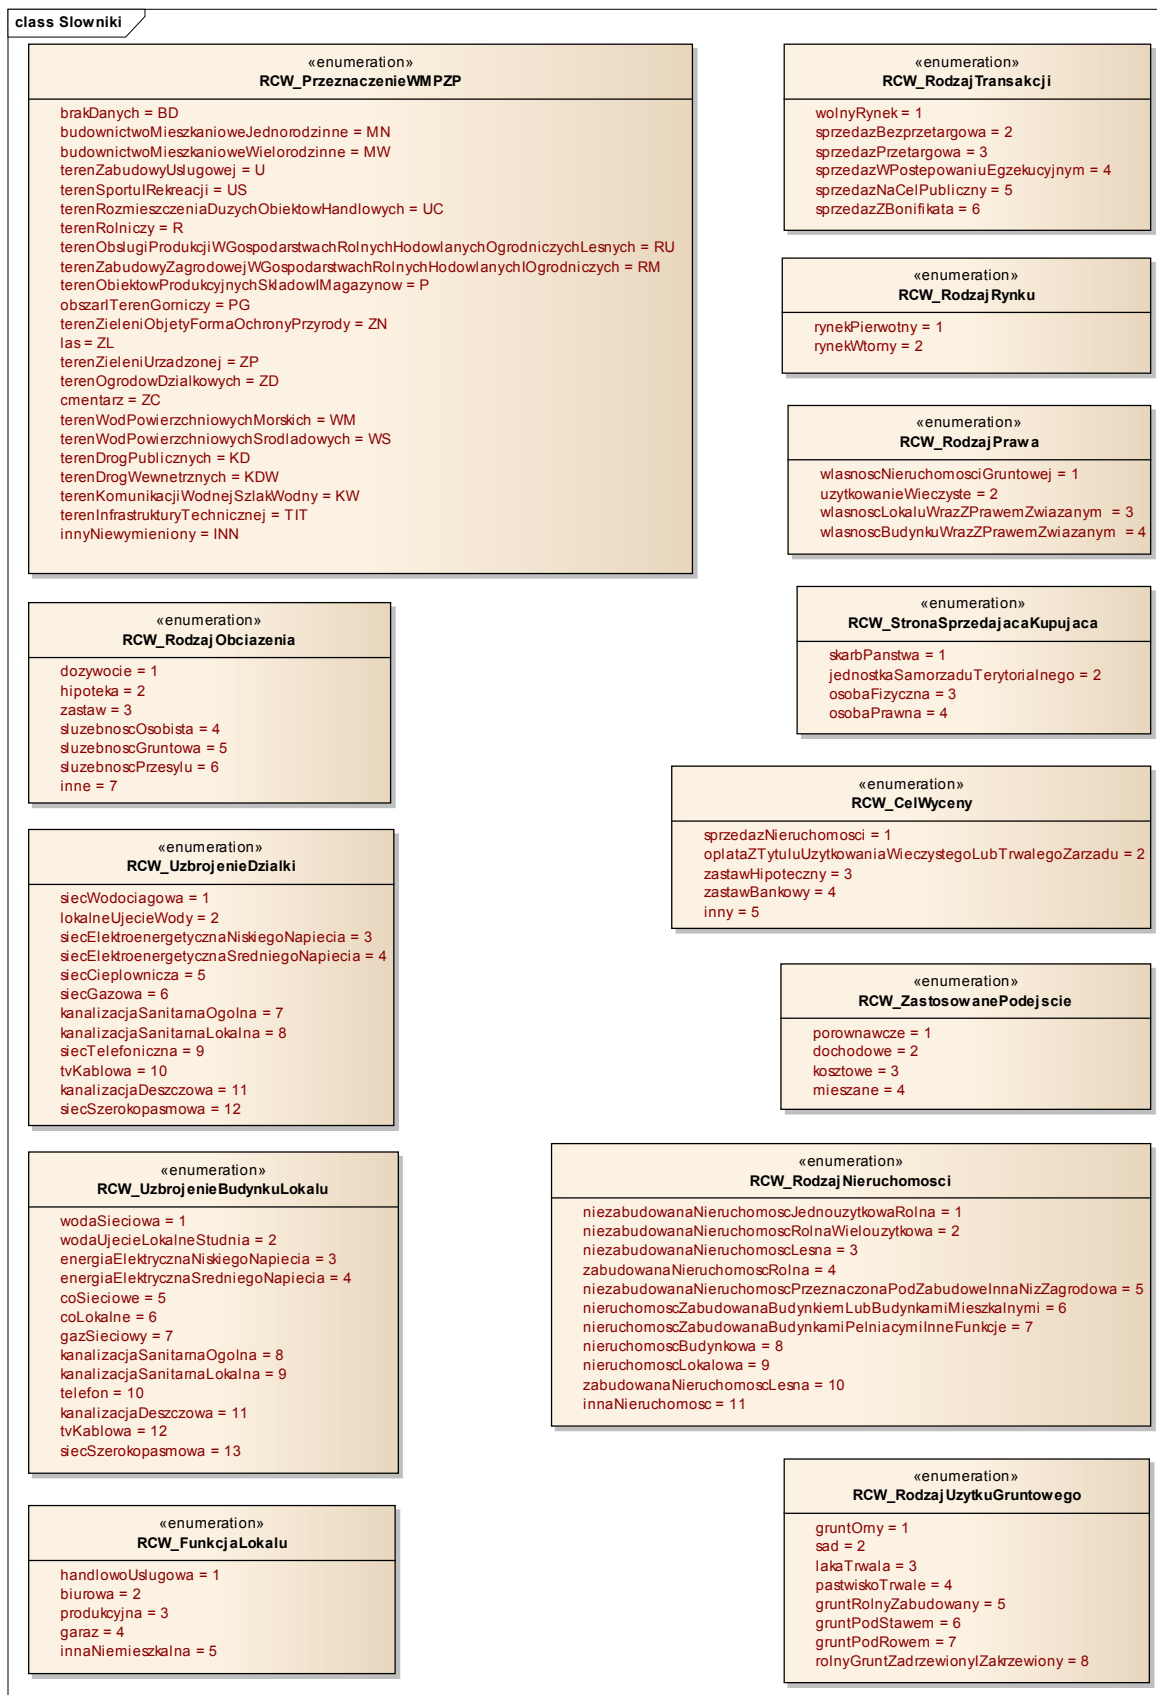 class Slowniki
«enumeration»
RCW_PrzeznaczenieWMPZP
brakDanych = BD
budownictwoMieszkanioweJednorodzinne = MN
budownictwoMieszkanioweWielorodzinne = MW
terenZabudowyUslugowej = U
terenSportuIRekreacji = US
terenRozmieszczeniaDuzychObiektowHandlowych = UC
terenRolniczy = R
terenObslugiProdukcjiWGospodarstwachRolnychHodowlanychOgrodniczychLesnych = RU
terenZabudowyZagrodowejWGospodarstwachRolnychHodowlanychIOgrodniczych = RM
terenObiektowProdukcyjnychSkladowIMagazynow = P
obszarITerenGorniczy = PG
terenZieleniObjetyFormaOchronyPrzyrody = ZN
las = ZL
terenZieleniUrzadzonej = ZP
terenOgrodowDzialkowych = ZD
cmentarz = ZC
terenWodPowierzchniowychMorskich = WM
terenWodPowierzchniowychSrodladowych = WS
terenDrogPublicznych = KD
terenDrogWewnetrznych = KDW
terenKomunikacjiWodnejSzlakWodny = KW
terenInfrastrukturyTechnicznej = TIT
innyNiewymieniony = INN
«enumeration»
RCW_RodzajTransakcji
wolnyRynek = 1
sprzedazBezprzetargowa = 2
sprzedazPrzetargowa = 3
sprzedazWPostepowaniuEgzekucyjnym = 4
sprzedazNaCelPubliczny = 5
sprzedazZBonifikata = 6
«enumeration»
RCW_RodzajRynku
rynekPierwotny = 1
rynekWtorny = 2
«enumeration»
RCW_RodzajPrawa
wlasnoscNieruchomosciGruntowej = 1
uzytkowanieWieczyste = 2
wlasnoscLokaluWrazZPrawemZwiazanym = 3
wlasnoscBudynkuWrazZPrawemZwiazanym = 4
«enumeration»
RCW_RodzajObciazenia
dozywocie = 1
hipoteka = 2
zastaw = 3
sluzebnoscOsobista = 4
sluzebnoscGruntowa = 5
sluzebnoscPrzesylu = 6
inne = 7
«enumeration»
RCW_StronaSprzedajacaKupujaca
skarbPanstwa = 1
jednostkaSamorzaduTerytorialnego = 2
osobaFizyczna = 3
osobaPrawna = 4
«enumeration»
RCW_CelWyceny
sprzedazNieruchomosci = 1
oplataZTytuluUzytkowaniaWieczystegoLubTrwalegoZarzadu = 2
zastawHipoteczny = 3
zastawBankowy = 4
inny = 5
«enumeration»
RCW_UzbrojenieDzialki
siecWodociagowa = 1
lokalneUjecieWody = 2
siecElektroenergetycznaNiskiegoNapiecia = 3
siecElektroenergetycznaSredniegoNapiecia = 4
siecCieplownicza = 5
siecGazowa = 6
kanalizacjaSanitarnaOgolna = 7
kanalizacjaSanitarnaLokalna = 8
siecTelefoniczna = 9
tvKablowa = 10
kanalizacjaDeszczowa = 11
siecSzerokopasmowa = 12
«enumeration»
RCW_ZastosowanePodejscie
porownawcze = 1
dochodowe = 2
kosztowe = 3
mieszane = 4
«enumeration»
RCW_UzbrojenieBudynkuLokalu
wodaSieciowa = 1
wodaUjecieLokalneStudnia = 2
energiaElektrycznaNiskiegoNapiecia = 3
energiaElektrycznaSredniegoNapiecia = 4
coSieciowe = 5
coLokalne = 6
gazSieciowy = 7
kanalizacjaSanitarnaOgolna = 8
kanalizacjaSanitarnaLokalna = 9
telefon = 10
kanalizacjaDeszczowa = 11
tvKablowa = 12
siecSzerokopasmowa = 13
«enumeration»
RCW_RodzajNieruchomosci
niezabudowanaNieruchomoscJednouzytkowaRolna = 1
niezabudowanaNieruchomoscRolnaWielouzytkowa = 2
niezabudowanaNieruchomoscLesna = 3
zabudowanaNieruchomoscRolna = 4
niezabudowanaNieruchomoscPrzeznaczonaPodZabudoweInnaNizZagrodowa = 5
nieruchomoscZabudowanaBudynkiemLubBudynkamiMieszkalnymi = 6
nieruchomoscZabudowanaBudynkamiPelniacymiInneFunkcje = 7
nieruchomoscBudynkowa = 8
nieruchomoscLokalowa = 9
zabudowanaNieruchomoscLesna = 10
innaNieruchomosc = 11
«enumeration»
RCW_FunkcjaLokalu
handlowoUslugowa = 1
biurowa = 2
produkcyjna = 3
garaz = 4
innaNiemieszkalna = 5
«enumeration»
RCW_RodzajUzytkuGruntowego
gruntOrny = 1
sad = 2
lakaTrwala = 3
pastwiskoTrwale = 4
gruntRolnyZabudowany = 5
gruntPodStawem = 6
gruntPodRowem = 7
rolnyGruntZadrzewionyIZakrzewiony = 8